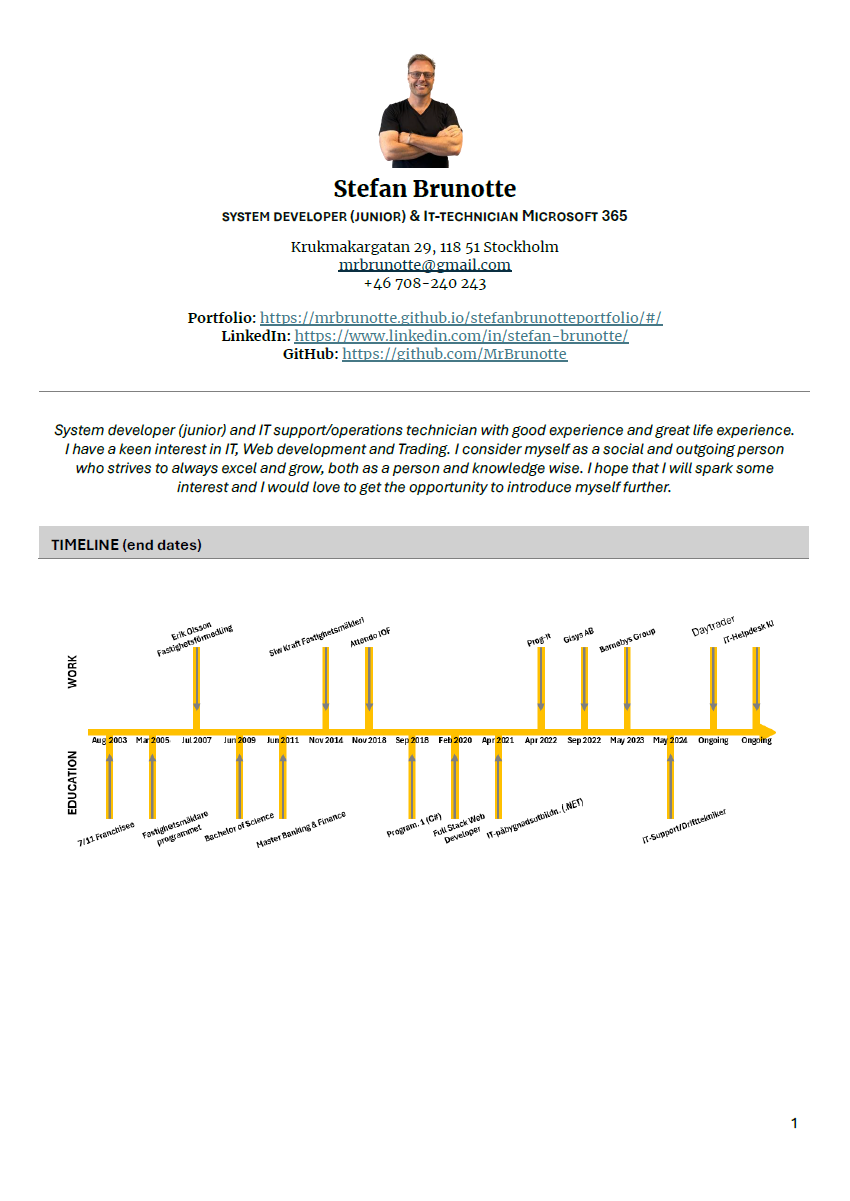 Stefan Brunotte
SYSTEM DEVELOPER (JUNIOR) & IT-TECHNICIAN MICROSOFT 365
Krukmakargatan 29, 118 51 Stockholm
mrbrunotte@gmail.com
+46 708-240 243
Portfolio: https://mrbrunotte.github.io/stefanbrunotteportfolio/#/
LinkedIn: https://www.linkedin.com/in/stefan-brunotte/
GitHub: https://github.com/MrBrunotte
System developer (junior) and IT support/operations technician with good experience and great life experience.
I have a keen interest in IT, Web development and Trading. I consider myself as a social and outgoing person
who strives to always excel and grow, both as a person and knowledge wise. I hope that I will spark some
interest and I would love to get the opportunity to introduce myself further.
TIMELINE (end dates)
WORK
Erik Olsson
Fastighetsförmedling
Siw Kraft Fastighetsmäkleri
Attendo IOF
Prog-It
Gisys AB
Barnebys Group
Daytrader
IT-Helpdesk KI
Aug 2003 Mar 2005 Jul 2007 Jun 2009 Jun 2011 Nov 2014 Nov 2018 Sep 2018 Feb 2020 Apr 2021 Apr 2022 Sep 2022 May 2023 May 2024 Ongoing Ongoing
EDUCATION
7/11 Franchisee
Fastighetsmäklare
programmet
Bachelor of Science
Master Banking & Finance
Program. 1 (C#)
Full Stack Web
Developer
IT-påbygnadsutbildn. (.NET)
IT-Support/Drifttekniker
1